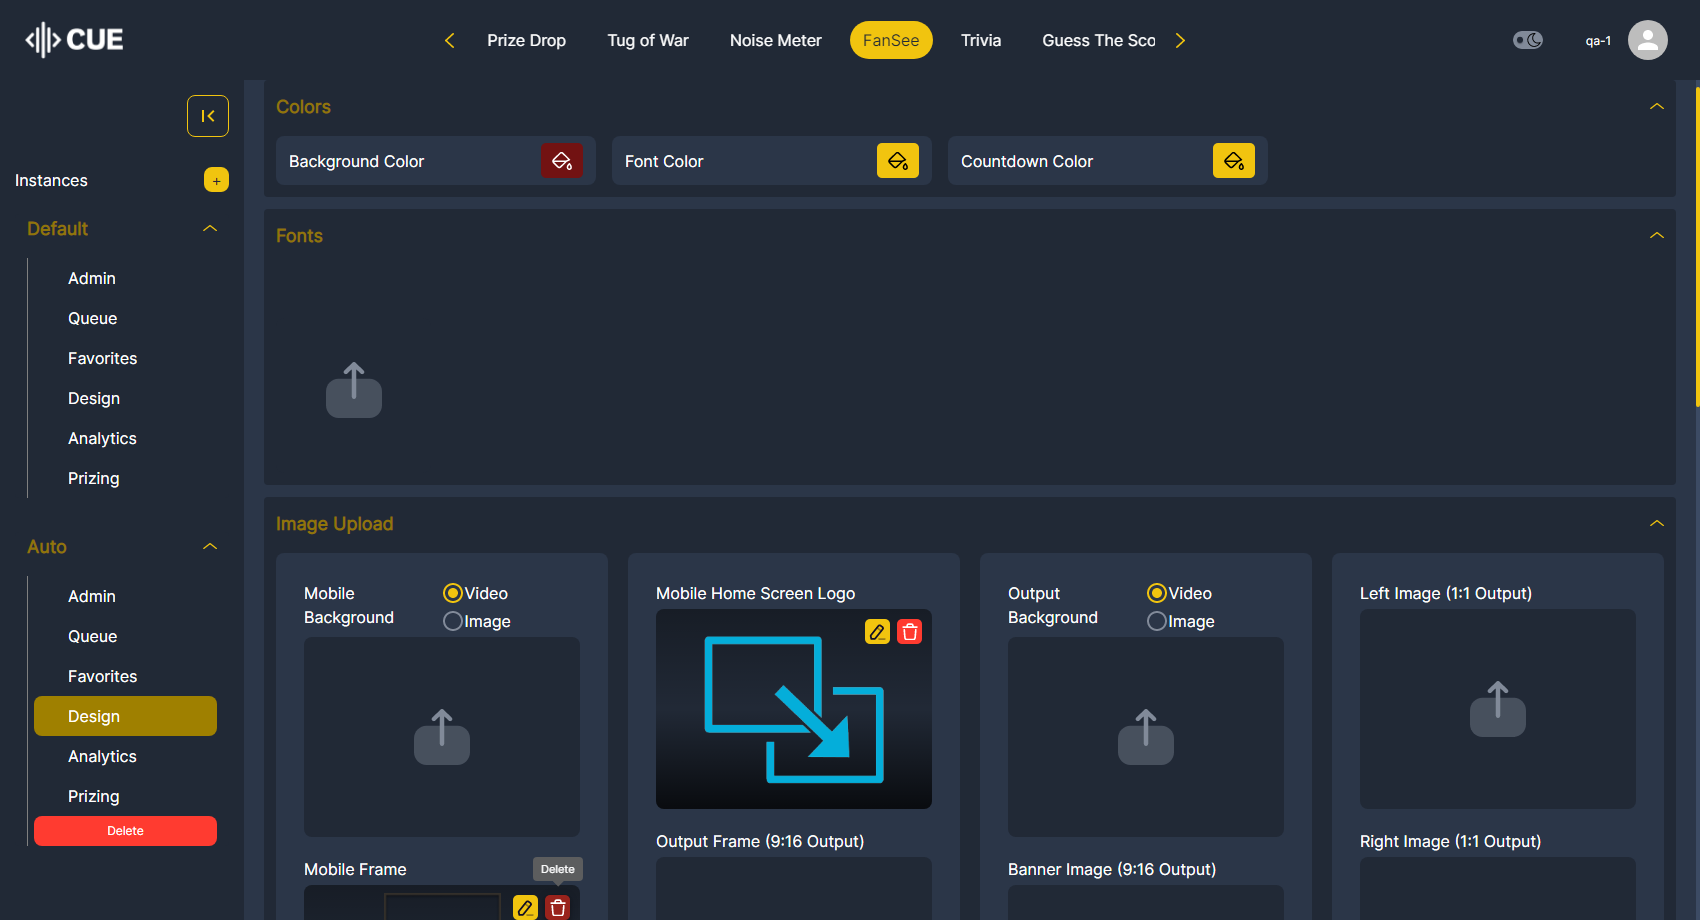 CUE
Prize Drop
Tug of War
Noise Meter
FanSee
Trivia
Guess The Sco
qa-1
Instances
+
Default
Admin
Queue
Favorites
Design
Analytics
Prizing
Auto
Admin
Queue
Favorites
Design
Analytics
Prizing
Delete
Colors
Background Color
Font Color
Countdown Color
Fonts
Image Upload
Mobile
Background
Video
Image
Mobile Home Screen Logo
Output
Background
Video
Image
Left Image (1:1 Output)
Mobile Frame
Delete
Output Frame (9:16 Output)
Banner Image (9:16 Output)
Right Image (1:1 Output)